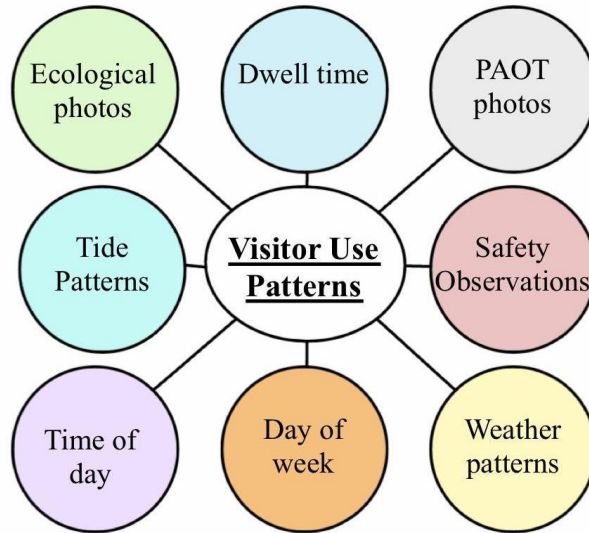 Ecological
photos
Dwell time
PAOT
photos
Tide
Patterns
Visitor Use
Patterns
Safety
Observations
Time of
day
Day of
week
Weather
patterns